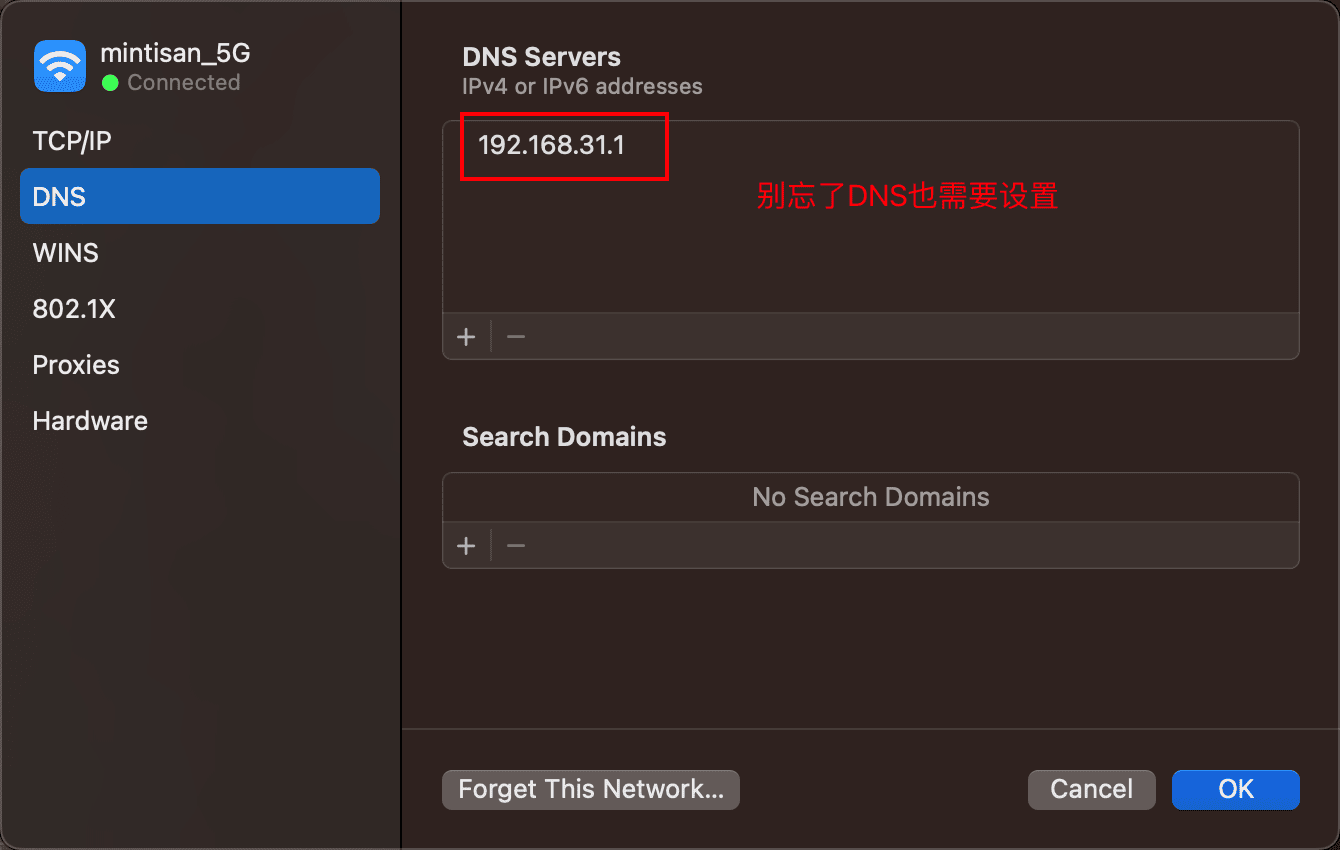 mintisan_5G
Connected
TCP/IP
DNS
WINS
802.1X
Proxies
Hardware
DNS Servers
IPv4 or IPv6 addresses
192.168.31.1
别忘了DNS也需要设置
Search Domains
No Search Domains
Forget This Network...
Cancel
OK